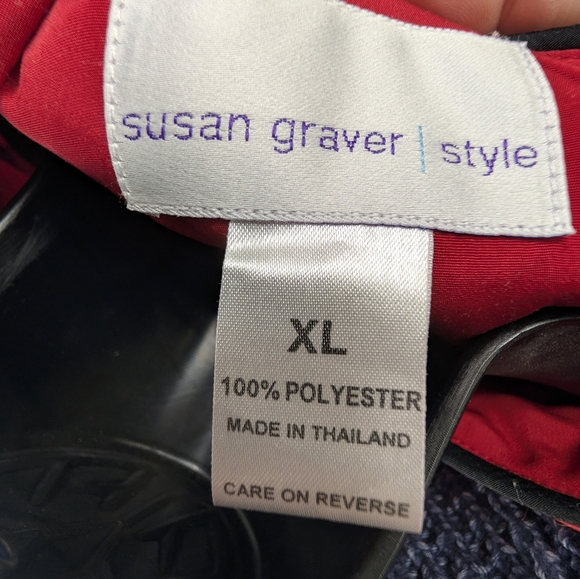 susan graver | style
XL
100% POLYESTER
MADE IN THAILAND
CARE ON REVERSE